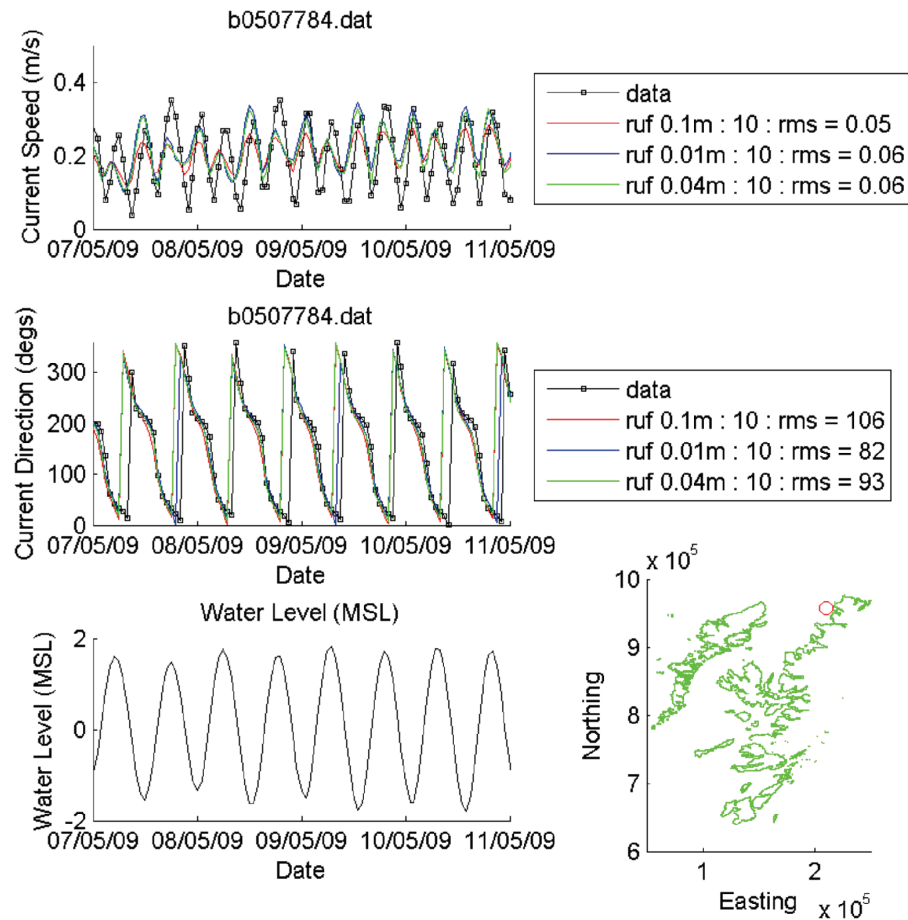 b0507784.dat
Current Speed (m/s)
0.4
0.2
0
07/05/09 08/05/09 09/05/09 10/05/09 11/05/09
Date
data
ruf 0.1m : 10 : rms = 0.05
ruf 0.01m : 10 : rms = 0.06
ruf 0.04m : 10 : rms = 0.06
b0507784.dat
Current Direction (degs)
300
200
100
0
07/05/09 08/05/09 09/05/09 10/05/09 11/05/09
Date
data
ruf 0.1m : 10 : rms = 106
ruf 0.01m : 10 : rms = 82
ruf 0.04m : 10 : rms = 93
Water Level (MSL)
Water Level (MSL)
2
0
-2
07/05/09 08/05/09 09/05/09 10/05/09 11/05/09
Date
x 10^5
Northing
10
9
8
7
6
1 2
Easting
x 10^5